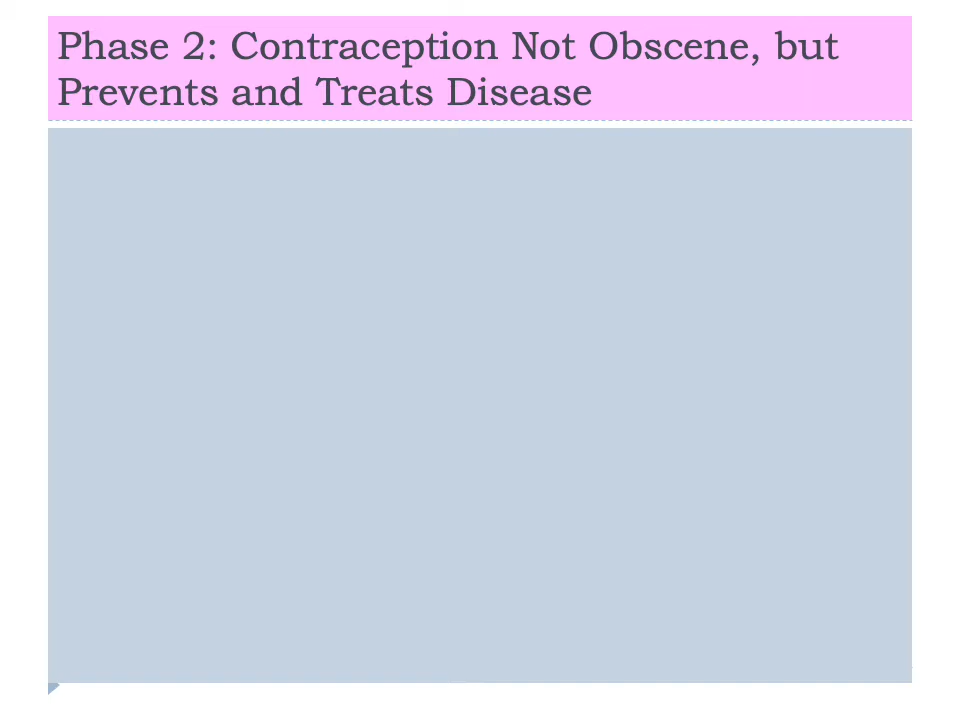 Phase 2: Contraception Not Obscene, but
Prevents and Treats Disease